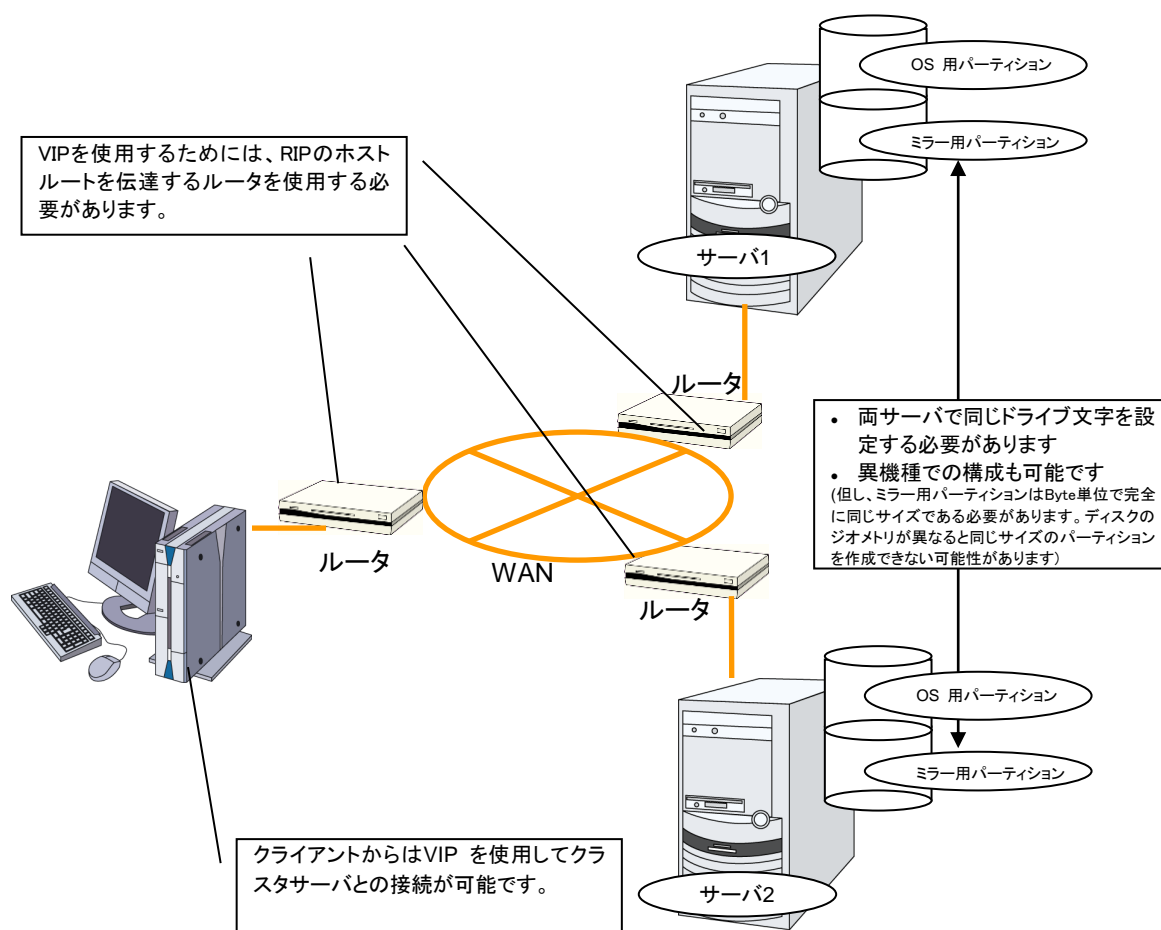 OS 用パーティション
ミラー用パーティション
VIPを使用するためには、RIPのホスト
ルートを伝達するルータを使用する必
要があります。
サーバ1
ルータ
• 両サーバで同じドライブ文字を設
定する必要があります
• 異機種での構成も可能です
(但し、ミラー用パーティションはByte単位で完全
に同じサイズである必要があります。ディスクの
ジオメトリが異なると同じサイズのパーティション
を作成できない可能性があります)
ルータ
WAN
ルータ
OS 用パーティション
ミラー用パーティション
クライアントからはVIP を使用してクラ
スタサーバとの接続が可能です。
サーバ2